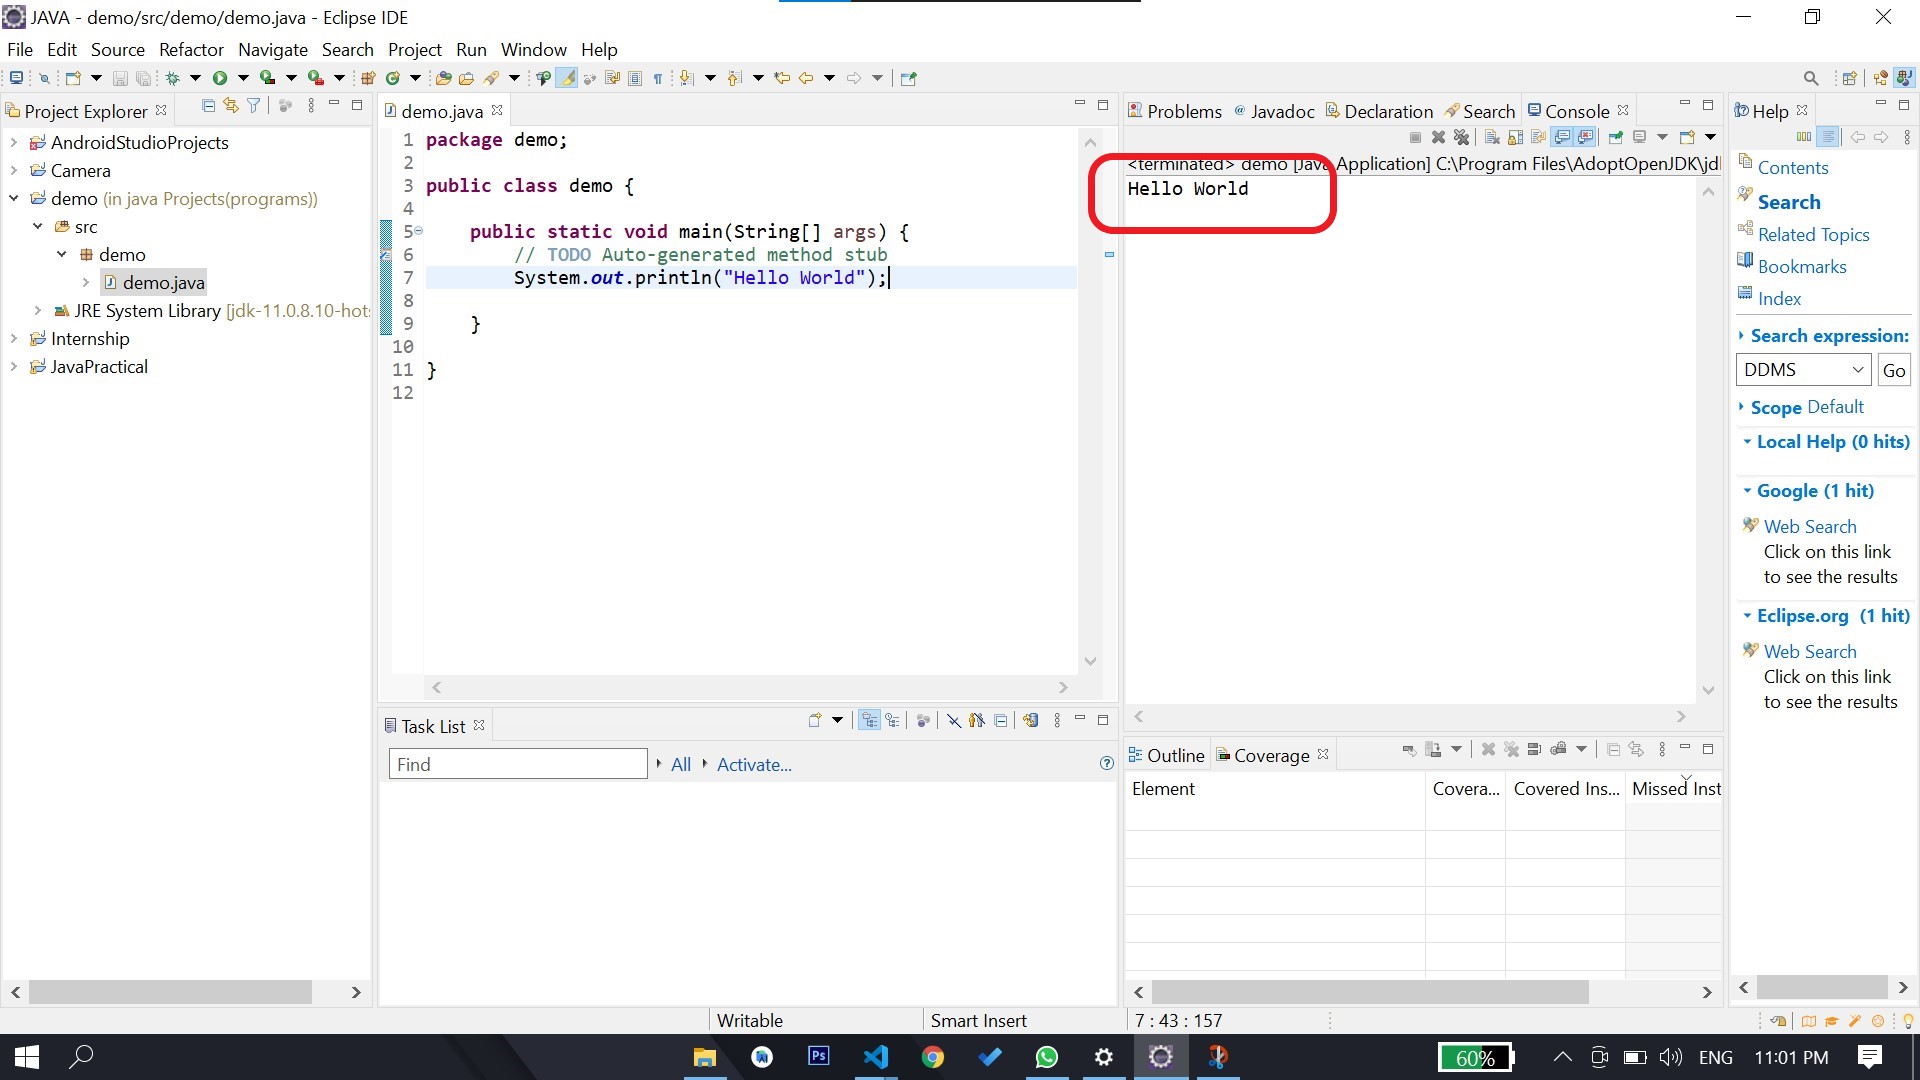 JAVA - demo/src/demo/demo.java - Eclipse IDE
File Edit Source Refactor Navigate Search Project Run Window Help
Project Explorer
AndroidStudioProjects
Camera
demo (in java Projects(programs))
src
demo
demo.java
JRE System Library [jdk-11.0.8.10-hot
Internship
JavaPractical
demo.java
1 package demo;
2
3 public class demo {
4
5 public static void main(String[] args) {
6 // TODO Auto-generated method stub
7 System.out.println("Hello World");
8
9 }
10
11 }
12
Problems @ Javadoc Declaration Search Console
<terminated> demo [Java Application] C:\Program Files\AdoptOpenJDK\jd
Hello World
Help
Contents
Search
Related Topics
Bookmarks
Index
Search expression:
DDMS Go
Scope Default
Local Help (0 hits)
Google (1 hit)
Web Search
Click on this link
to see the results
Eclipse.org (1 hit)
Web Search
Click on this link
to see the results
Task List
Find All Activate...
Outline Coverage
Element Covera... Covered Ins... Missed Inst
Writable Smart Insert 7 : 43 : 157
Ps
60% ENG 11:01 PM